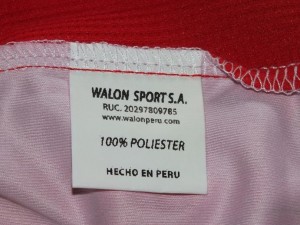 WALON SPORT S.A.
RUC. 20297809785
www.walonperu.com
100% POLIESTER
HECHO EN PERU